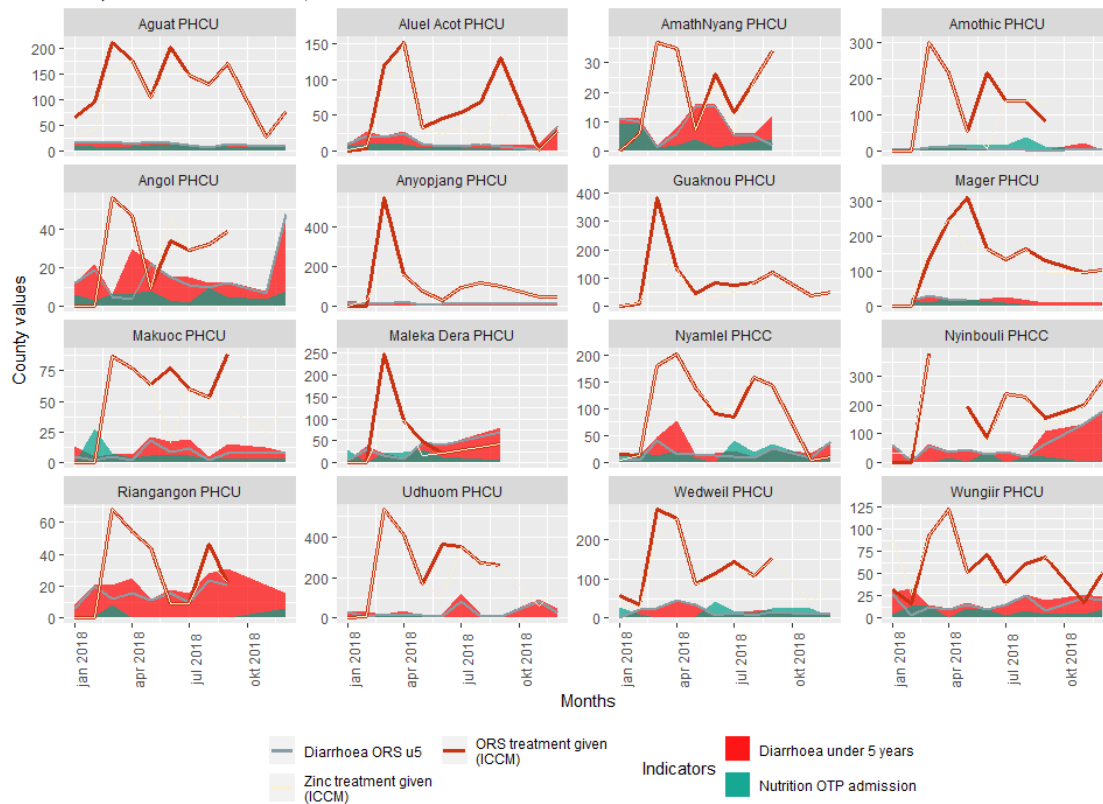 Aguat PHCU
Aluel Acot PHCU
AmathNyang PHCU
Amothic PHCU
200
150
100
50
0
150
100
50
0
30
20
10
0
300
200
100
0
Angol PHCU
Anyopjang PHCU
Guaknou PHCU
Mager PHCU
40
20
0
400
200
0
400
300
200
100
0
300
200
100
0
Makuoc PHCU
Maleka Dera PHCU
Nyamlel PHCC
Nyinbouli PHCC
75
50
25
0
250
200
150
100
50
0
200
150
100
50
0
300
200
100
0
Riangangon PHCU
Udhuom PHCU
Wedweil PHCU
Wungiir PHCU
60
40
20
0
400
200
0
200
100
0
125
100
75
50
25
0
County values
jan 2018
apr 2018
jul 2018
okt 2018
jan 2018
apr 2018
jul 2018
okt 2018
jan 2018
apr 2018
jul 2018
okt 2018
jan 2018
apr 2018
jul 2018
okt 2018
Months
Diarrhoea ORS u5
Zinc treatment given
(ICCM)
ORS treatment given
(ICCM)
Indicators
Diarrhoea under 5 years
Nutrition OTP admission